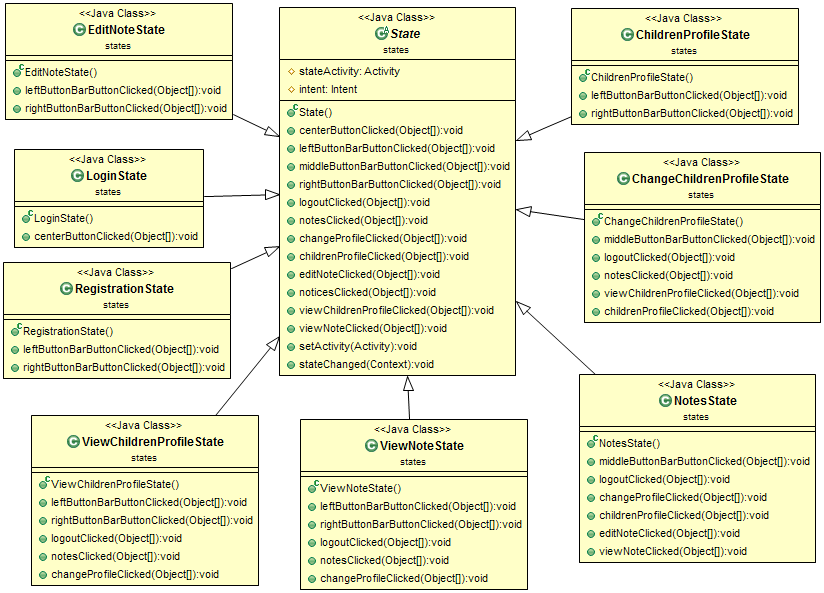 <<Java Class>>
EditNoteState
states
EditNoteState()
leftButtonBarButtonClicked(Object[]):void
rightButtonBarButtonClicked(Object[]):void
<<Java Class>>
State
states
stateActivity: Activity
intent: Intent
State()
centerButtonClicked(Object[]):void
leftButtonBarButtonClicked(Object[]):void
middleButtonBarButtonClicked(Object[]):void
rightButtonBarButtonClicked(Object[]):void
logoutClicked(Object[]):void
notesClicked(Object[]):void
changeProfileClicked(Object[]):void
childrenProfileClicked(Object[]):void
editNoteClicked(Object[]):void
noticesClicked(Object[]):void
viewChildrenProfileClicked(Object[]):void
viewNoteClicked(Object[]):void
setActivity(Activity):void
stateChanged(Context):void
<<Java Class>>
ChildrenProfileState
states
ChildrenProfileState()
leftButtonBarButtonClicked(Object[]):void
rightButtonBarButtonClicked(Object[]):void
<<Java Class>>
LoginState
states
LoginState()
centerButtonClicked(Object[]):void
<<Java Class>>
ChangeChildrenProfileState
states
ChangeChildrenProfileState()
middleButtonBarButtonClicked(Object[]):void
logoutClicked(Object[]):void
notesClicked(Object[]):void
viewChildrenProfileClicked(Object[]):void
childrenProfileClicked(Object[]):void
<<Java Class>>
RegistrationState
states
RegistrationState()
leftButtonBarButtonClicked(Object[]):void
rightButtonBarButtonClicked(Object[]):void
<<Java Class>>
ViewChildrenProfileState
states
ViewChildrenProfileState()
leftButtonBarButtonClicked(Object[]):void
rightButtonBarButtonClicked(Object[]):void
logoutClicked(Object[]):void
notesClicked(Object[]):void
changeProfileClicked(Object[]):void
<<Java Class>>
ViewNoteState
states
ViewNoteState()
leftButtonBarButtonClicked(Object[]):void
rightButtonBarButtonClicked(Object[]):void
logoutClicked(Object[]):void
notesClicked(Object[]):void
changeProfileClicked(Object[]):void
<<Java Class>>
NotesState
states
NotesState()
middleButtonBarButtonClicked(Object[]):void
logoutClicked(Object[]):void
changeProfileClicked(Object[]):void
childrenProfileClicked(Object[]):void
editNoteClicked(Object[]):void
viewNoteClicked(Object[]):void